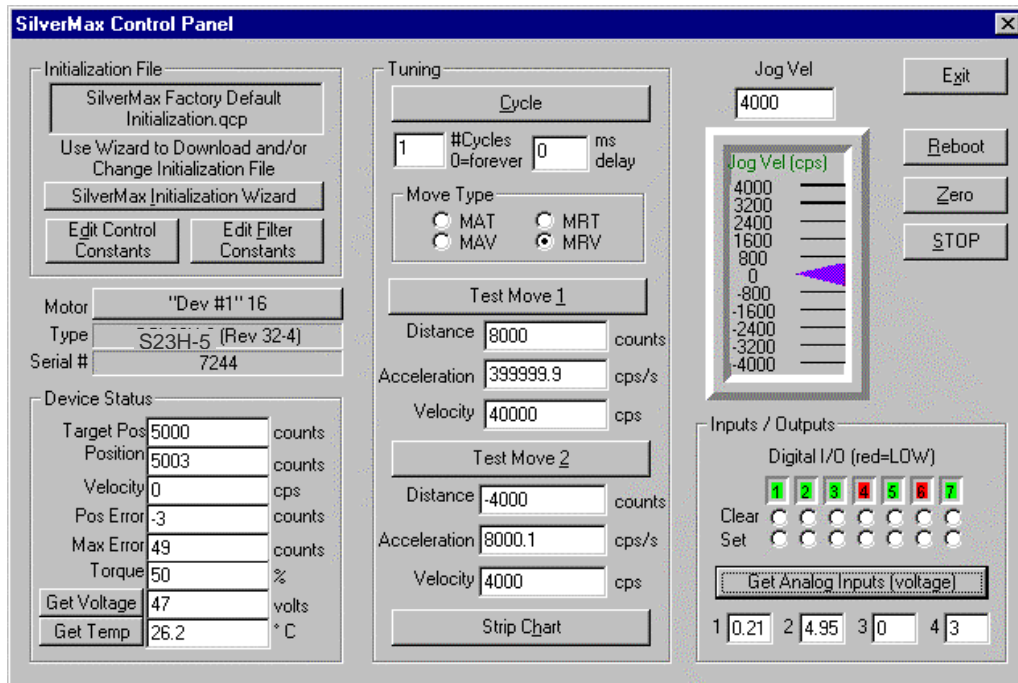 SilverMax Control Panel
Initialization File
SilverMax Factory Default
Initialization.qcp
Use Wizard to Download and/or
Change Initialization File
SilverMax Initialization Wizard
Edit Control
Constants
Edit Filter
Constants
Motor "Dev #1" 16
Type S23H-5 (Rev 32-4)
Serial # 7244
Device Status
Target Pos 5000 counts
Position 5003 counts
Velocity 0 cps
Pos Error -3 counts
Max Error 49 counts
Torque 50 %
Get Voltage 47 volts
Get Temp 26.2 ° C
Tuning
Cycle
1 #Cycles
0=forever
0 ms
delay
Move Type
MAT MRT
MAV MRV
Test Move 1
Distance 8000 counts
Acceleration 399999.9 cps/s
Velocity 40000 cps
Test Move 2
Distance -4000 counts
Acceleration 8000.1 cps/s
Velocity 4000 cps
Strip Chart
Jog Vel
4000
Jog Vel (cps)
4000
3200
2400
1600
800
0
-800
-1600
-2400
-3200
-4000
Exit
Reboot
Zero
STOP
Inputs / Outputs
Digital I/O (red=LOW)
1 2 3 4 5 6 7
Clear
Set
Get Analog Inputs (voltage)
1 0.21 2 4.95 3 0 4 3